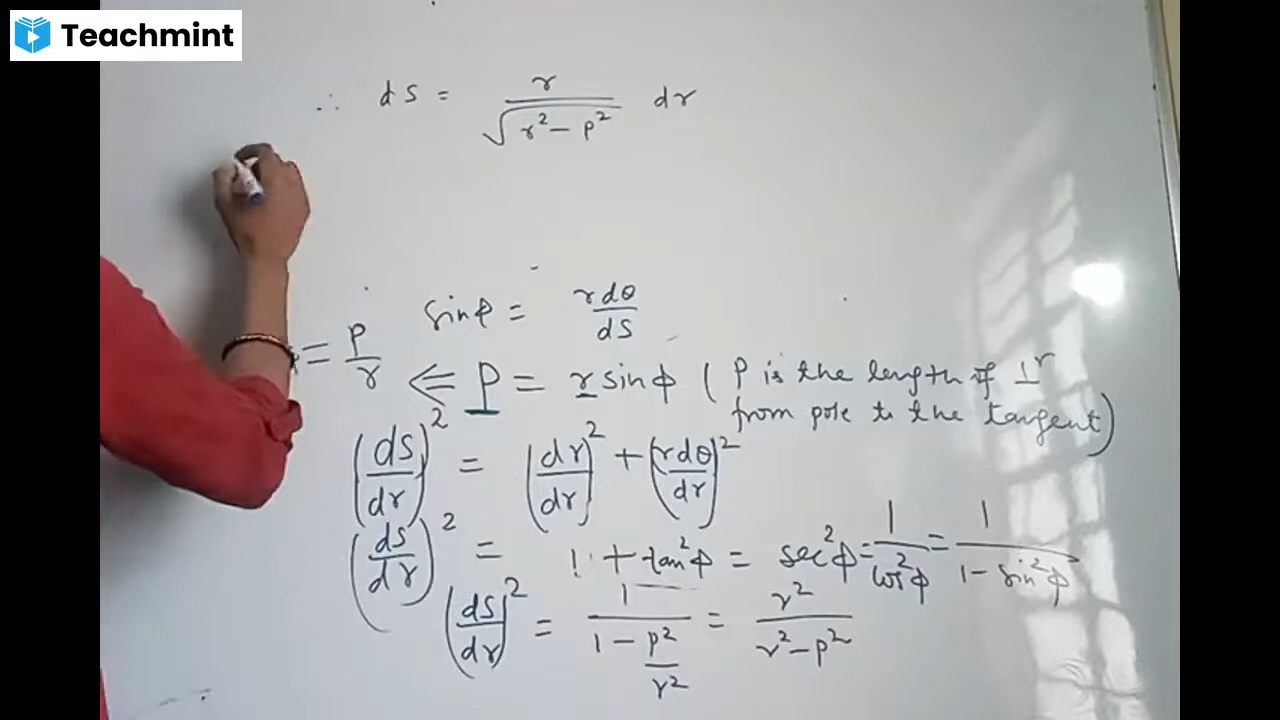 Teachmint
∴ ds = r / √(r² – p²) dr
sinφ = rdθ / ds
= p / r ⇐ P = r sinφ ( P is the length of ⊥r
from pole to the tangent)
(ds/dr)² = (dr/dr)² + (rdθ/dr)²
(ds/dr)² = 1 + tan²φ = sec²φ = 1/cos²φ = 1/(1 – sin²φ)
(ds/dr)² = 1/(1 – p²/r²) = r²/(r² – p²)